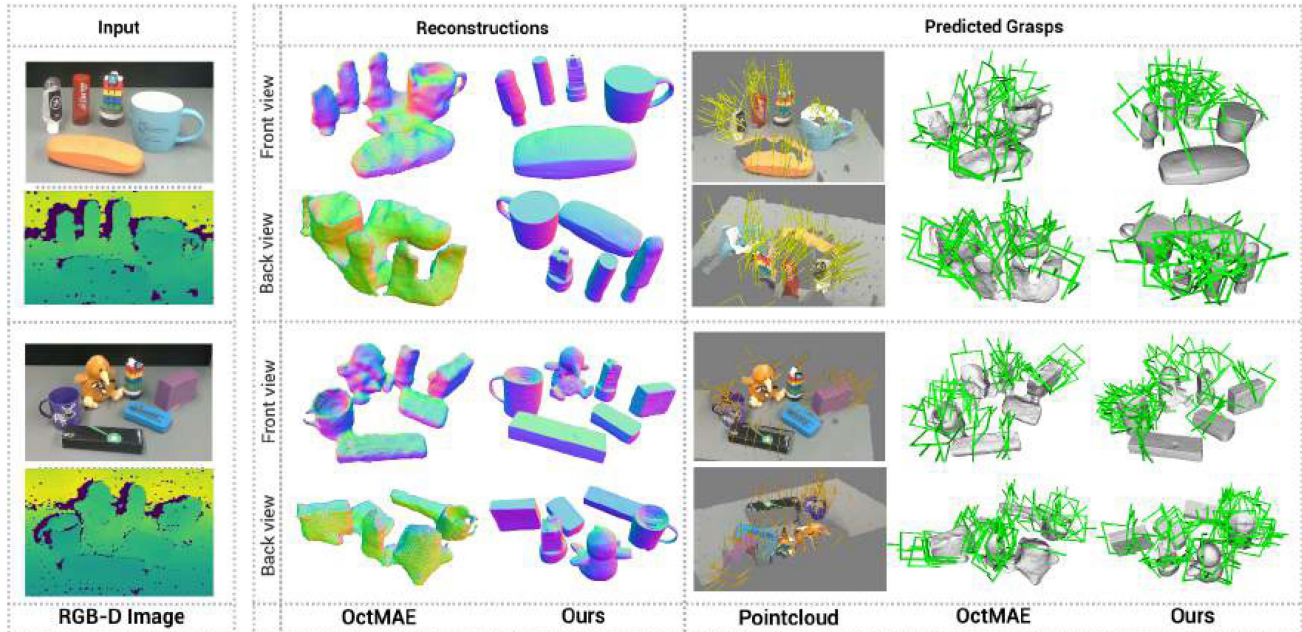 Input
Reconstructions
Predicted Grasps
Front view
Back view
Front view
Back view
RGB-D Image
OctMAE
Ours
Pointcloud
OctMAE
Ours